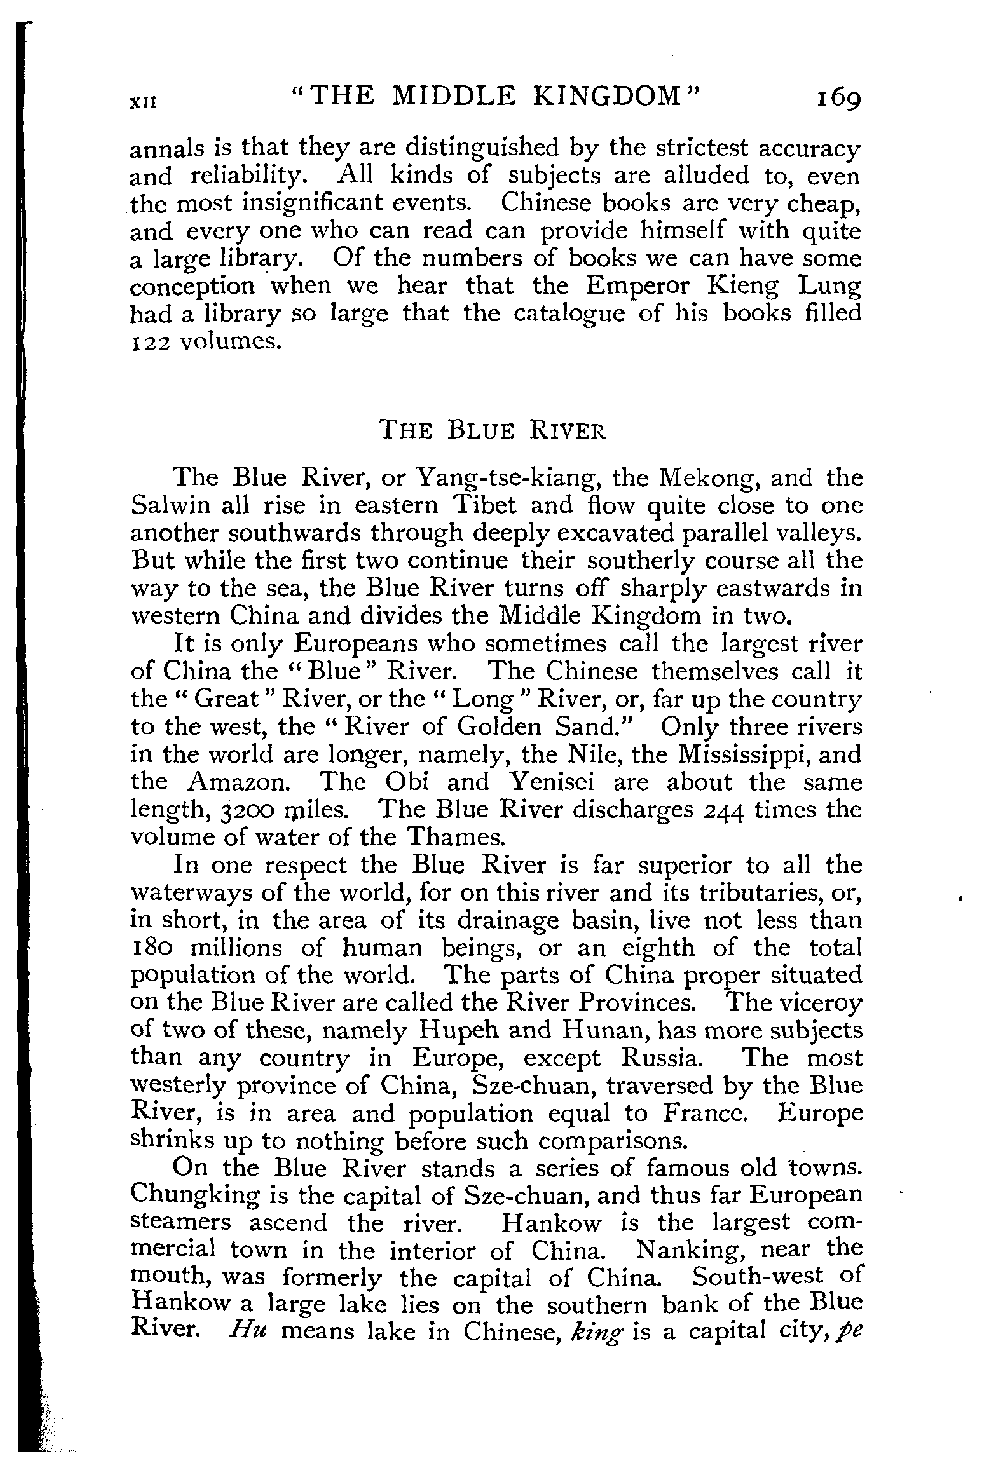 XII "THE MIDDLE KINGDOM" 169
annals is that they are distinguished by the strictest accuracy
and reliability. All kinds of subjects are alluded to, even
the most insignificant events. Chinese books are very cheap,
and every one who can read can provide himself with quite
a large library. Of the numbers of books we can have some
conception when we hear that the Emperor Kieng Lung
had a library so large that the catalogue of his books filled
122 volumes.
THE BLUE RIVER
The Blue River, or Yang-tse-kiang, the Mekong, and the
Salwin all rise in eastern Tibet and flow quite close to one
another southwards through deeply excavated parallel valleys.
But while the first two continue their southerly course all the
way to the sea, the Blue River turns off sharply eastwards in
western China and divides the Middle Kingdom in two.
It is only Europeans who sometimes call the largest river
of China the "Blue" River. The Chinese themselves call it
the "Great" River, or the "Long" River, or, far up the country
to the west, the "River of Golden Sand." Only three rivers
in the world are longer, namely, the Nile, the Mississippi, and
the Amazon. The Obi and Yenisei are about the same
length, 3200 miles. The Blue River discharges 244 times the
volume of water of the Thames.
In one respect the Blue River is far superior to all the
waterways of the world, for on this river and its tributaries, or,
in short, in the area of its drainage basin, live not less than
180 millions of human beings, or an eighth of the total
population of the world. The parts of China proper situated
on the Blue River are called the River Provinces. The viceroy
of two of these, namely Hupeh and Hunan, has more subjects
than any country in Europe, except Russia. The most
westerly province of China, Sze-chuan, traversed by the Blue
River, is in area and population equal to France. Europe
shrinks up to nothing before such comparisons.
On the Blue River stands a series of famous old towns.
Chungking is the capital of Sze-chuan, and thus far European
steamers ascend the river. Hankow is the largest com-
mercial town in the interior of China. Nanking, near the
mouth, was formerly the capital of China. South-west of
Hankow a large lake lies on the southern bank of the Blue
River. Hu means lake in Chinese, king is a capital city, pe